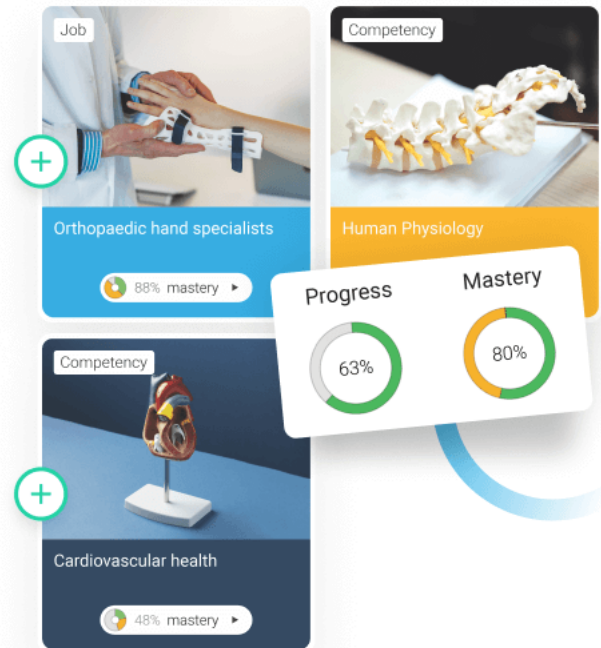 Job
Competency
Orthopaedic hand specialists
Human Physiology
88% mastery
Progress
Mastery
63%
80%
Competency
Cardiovascular health
48% mastery